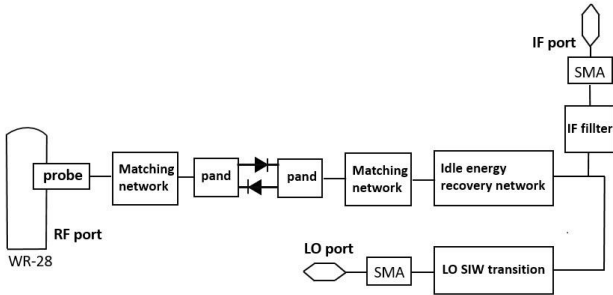 IF port
SMA
IF fillter
probe
Matching
network
pand
pand
Matching
network
Idle energy
recovery network
RF port
WR-28
LO port
SMA
LO SIW transition